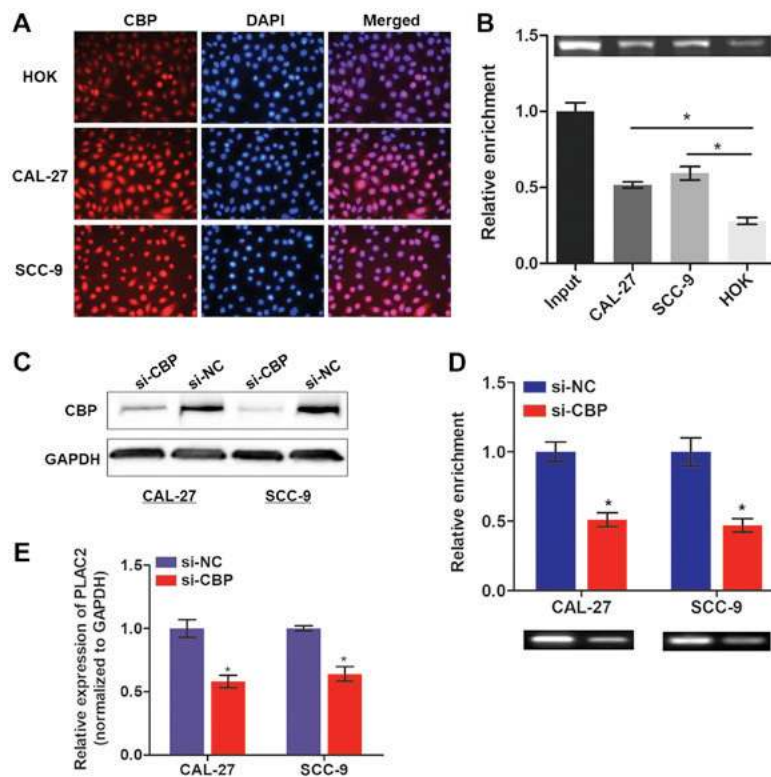 A
CBP DAPI Merged
HOK
CAL-27
SCC-9
B
Relative enrichment
1.5
1.0
0.5
0.0
* 
*
Input CAL-27 SCC-9 HOK
C
si-CBP si-NC si-CBP si-NC
CBP
GAPDH
CAL-27 SCC-9
D
Relative enrichment
1.5
1.0
0.5
0.0
si-NC
si-CBP
* *
CAL-27 SCC-9
E
Relative expression of PLAC2
(normalized to GAPDH)
1.5
1.0
0.5
0.0
si-NC
si-CBP
* *
CAL-27 SCC-9